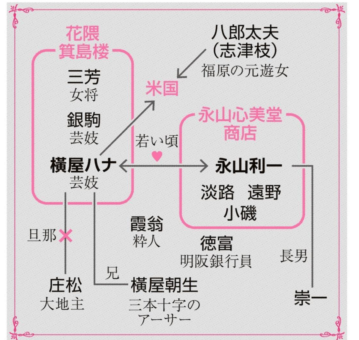 花隈
箕島楼
三芳
女将
銀駒
芸妓
横屋ハナ
芸妓
米国
八郎太夫
（志津枝）
福原の元遊女
若い頃
永山心美堂
商店
永山利一
淡路 遠野
小磯
霞翁
粋人
徳富
明阪銀行員
旦那
庄松
大地主
兄
横屋朝生
三本十字の
アーサー
長男
崇一